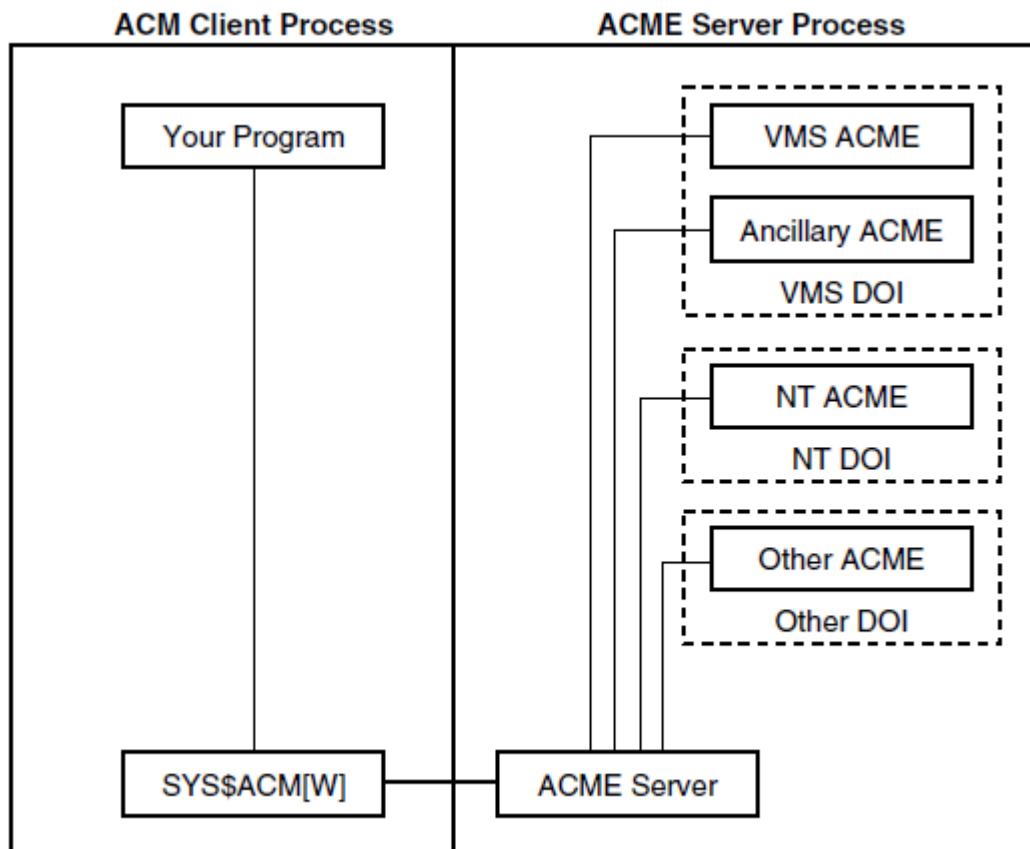 ACM Client Process
ACME Server Process
Your Program
VMS ACME
Ancillary ACME
VMS DOI
NT ACME
NT DOI
Other ACME
Other DOI
SYS$ACM[W]
ACME Server